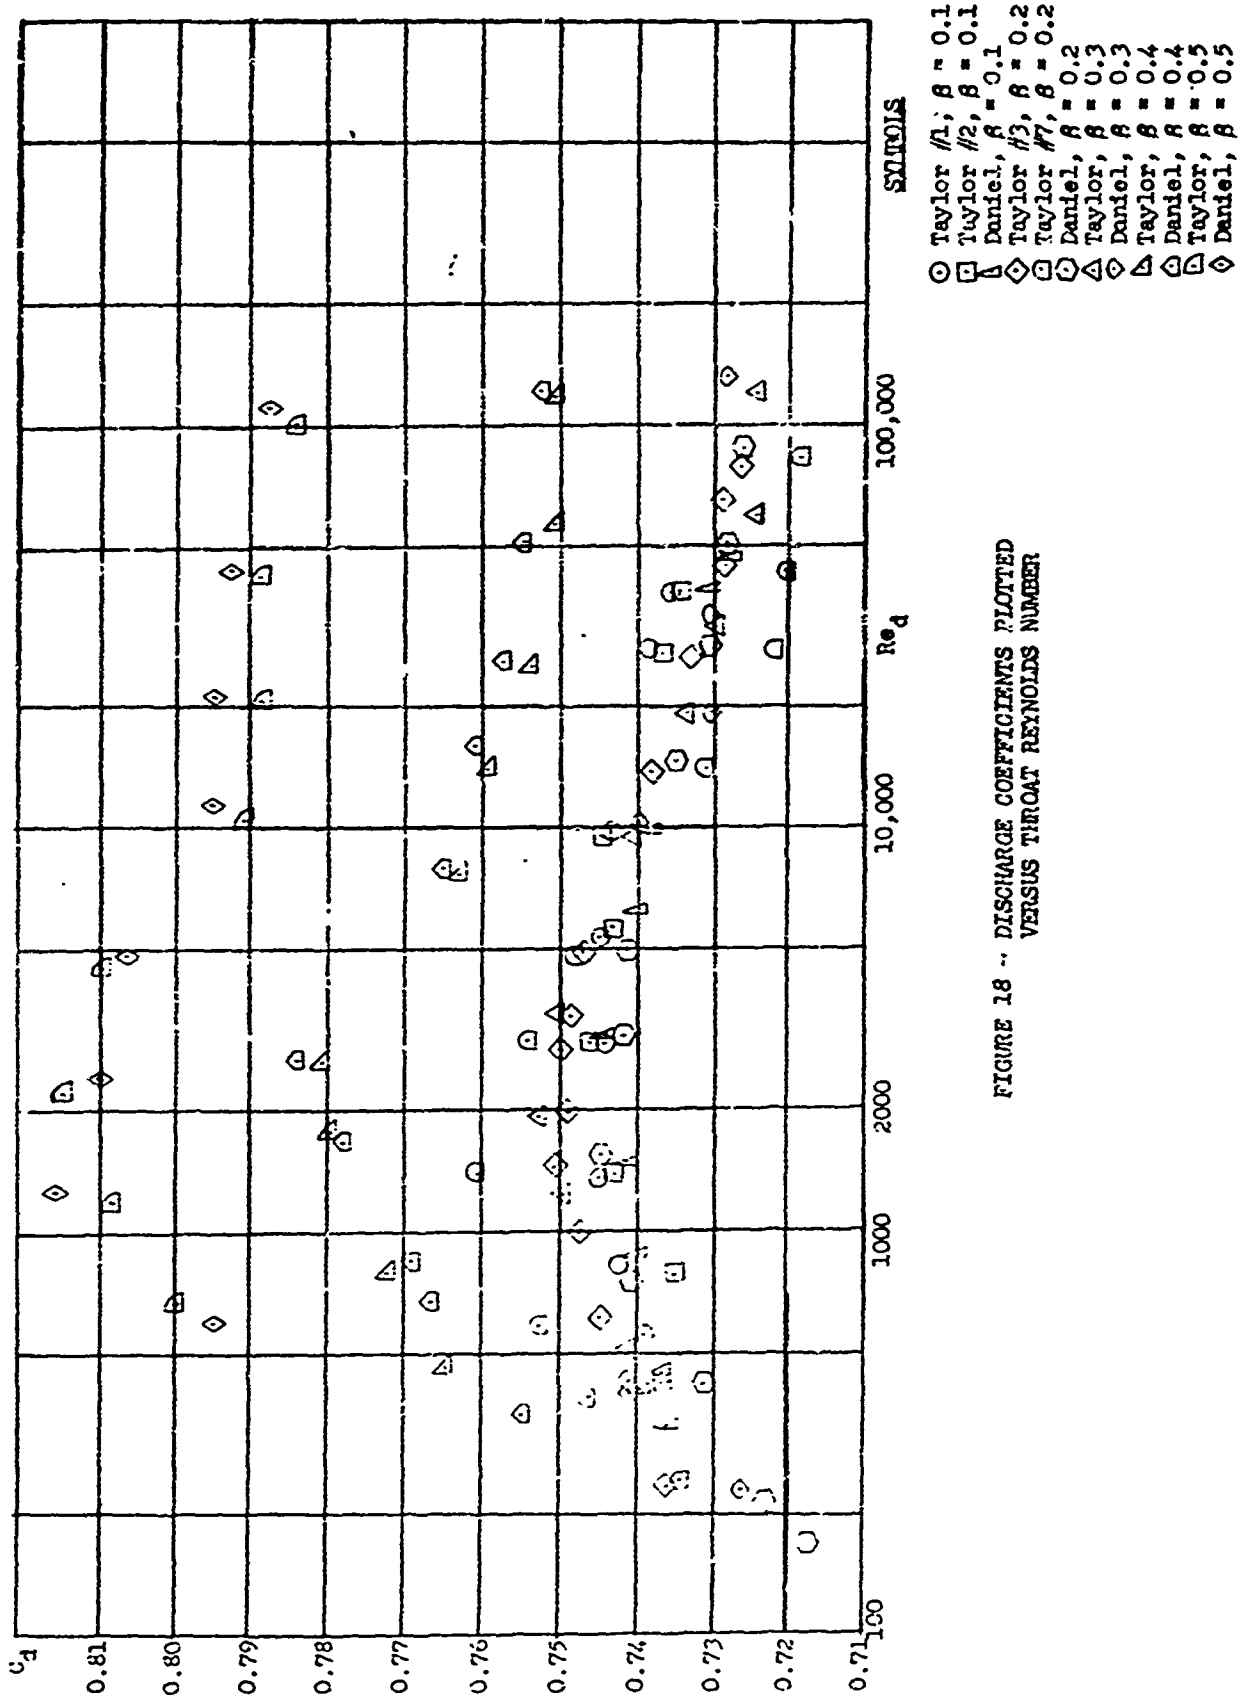 Cd
0.81
0.80
0.79
0.78
0.77
0.76
0.75
0.74
0.73
0.72
0.71
100
1000
2000
10,000
Red
100,000
SYMBOLS
Taylor #1, β = 0.1
Taylor #2, β = 0.1
Daniel, β = 0.1
Taylor #3, β = 0.2
Taylor #7, β = 0.2
Daniel, β = 0.2
Taylor, β = 0.3
Daniel, β = 0.3
Taylor, β = 0.4
Daniel, β = 0.4
Taylor, β = 0.5
Daniel, β = 0.5
FIGURE 18 -- DISCHARGE COEFFICIENTS PLOTTED
VERSUS THROAT REYNOLDS NUMBER